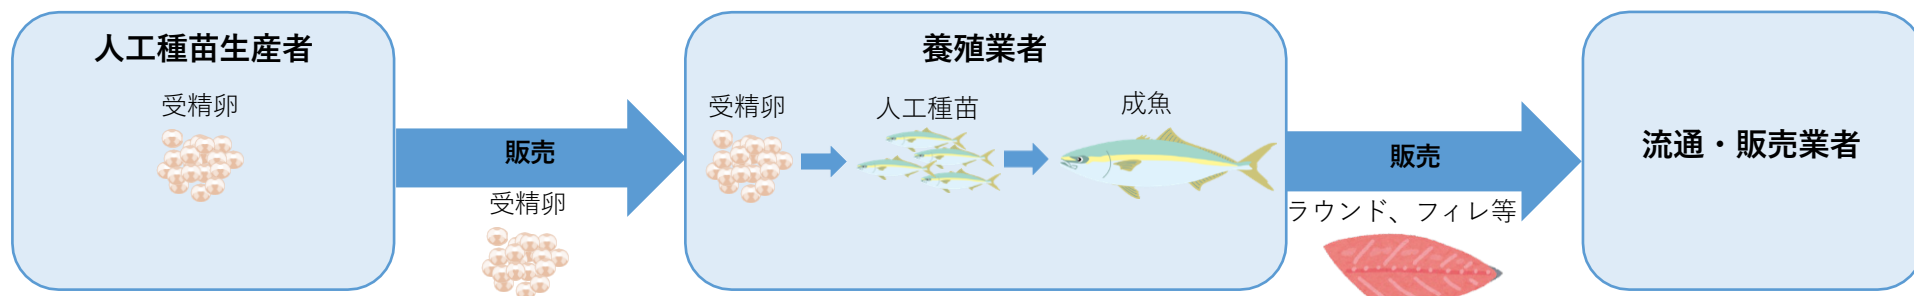 人工種苗生産者
受精卵
販売
受精卵
養殖業者
受精卵
人工種苗
成魚
販売
ラウンド、フィレ等
流通・販売業者